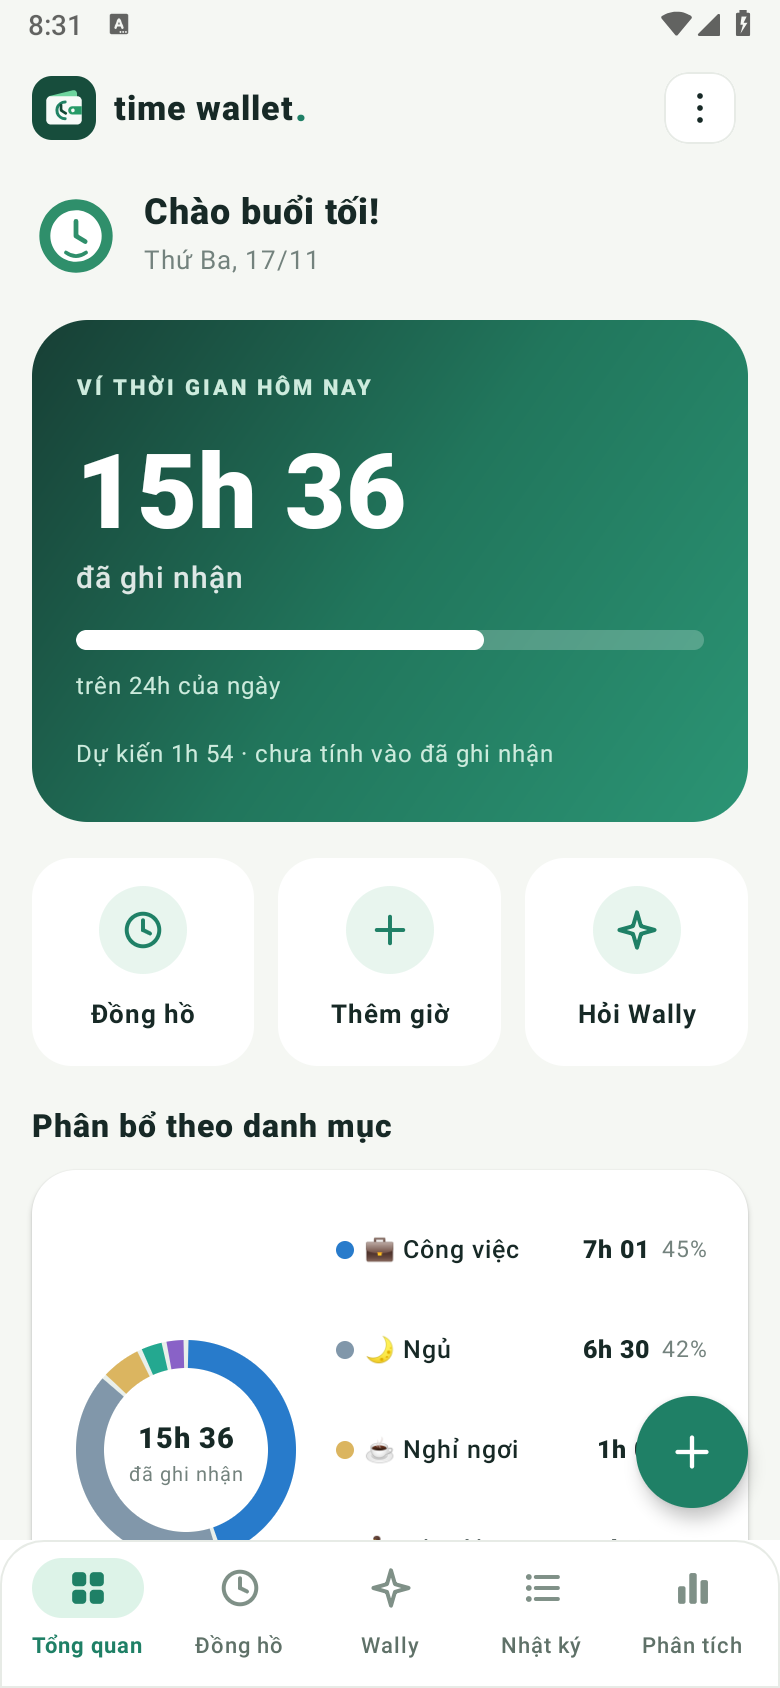 8:31
A
time wallet.
Chào buổi tối!
Thứ Ba, 17/11
VÍ THỜI GIAN HÔM NAY
15h 36
đã ghi nhận
trên 24h của ngày
Dự kiến 1h 54 · chưa tính vào đã ghi nhận
Đồng hồ
Thêm giờ
Hỏi Wally
Phân bổ theo danh mục
Công việc 7h 01 45%
Ngủ 6h 30 42%
Nghỉ ngơi 1h
15h 36
đã ghi nhận
Tổng quan
Đồng hồ
Wally
Nhật ký
Phân tích